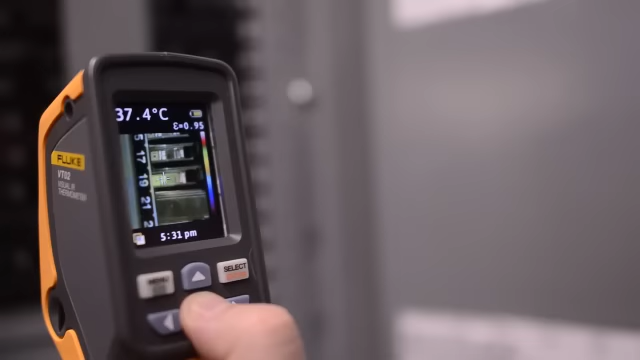 37.4°C
ε=0.95
17
19
21
5:31 pm
FLUKE
VT02
VISUAL IR
THERMOMETER
MENU
SELECT